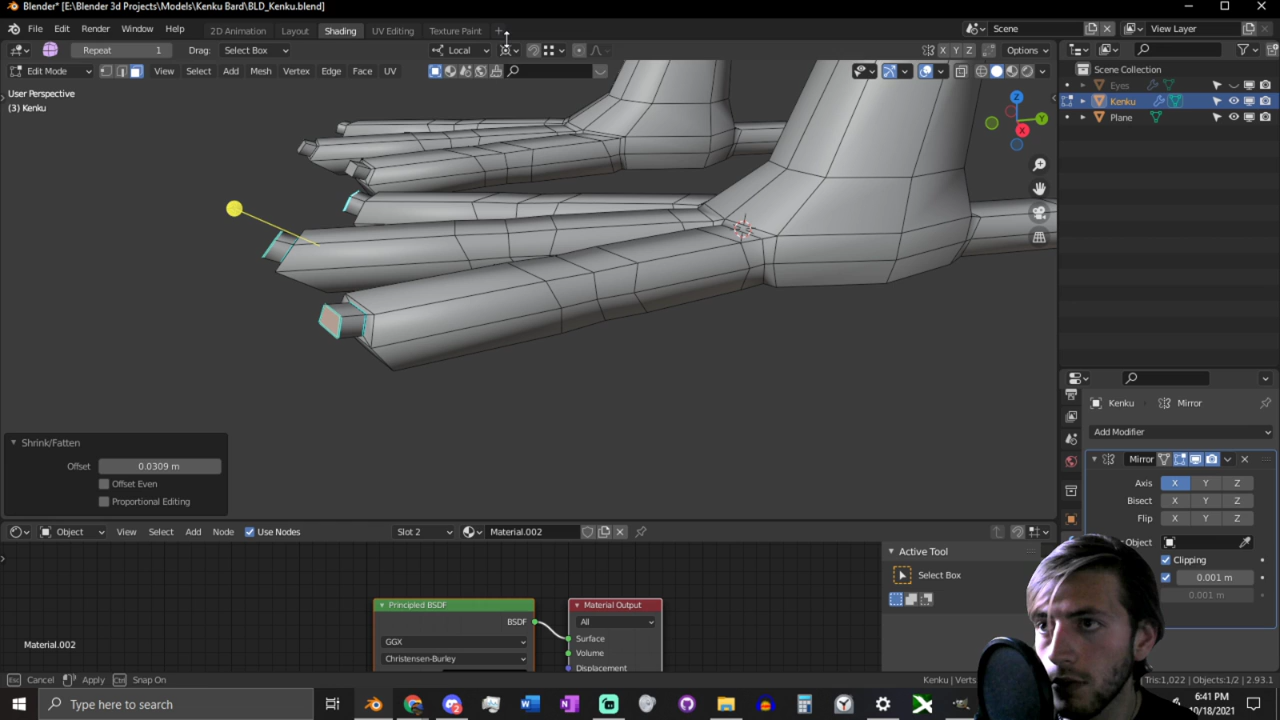 Blender* [E:\Blender 3d Projects\Models\Kenku Bard\BLD_Kenku.blend]
File Edit Render Window Help 2D Animation Layout Shading UV Editing Texture Paint + Scene View Layer
Repeat 1 Drag: Select Box Local X Y Z Options
Edit Mode View Select Add Mesh Vertex Edge Face UV
Scene Collection
Eyes
Kenku
Plane
User Perspective
(3) Kenku
Z
Y
X
Kenku Mirror
Add Modifier
Mirror
Axis X Y Z
Bisect X Y Z
Flip X Y Z
Object
Clipping
0.001 m
0.001 m
Shrink/Fatten
Offset 0.0309 m
Offset Even
Proportional Editing
Object View Select Add Node Use Nodes Slot 2 Material.002
Active Tool
Select Box
Principled BSDF
BSDF
GGX
Christensen-Burley
Material Output
All
Surface
Volume
Displacement
Material.002
Esc Cancel Apply Ctrl Snap On Kenku | Verts Tris:1,022 | Objects:1/2 | 2.93.1
Type here to search
6:41 PM
10/18/2021